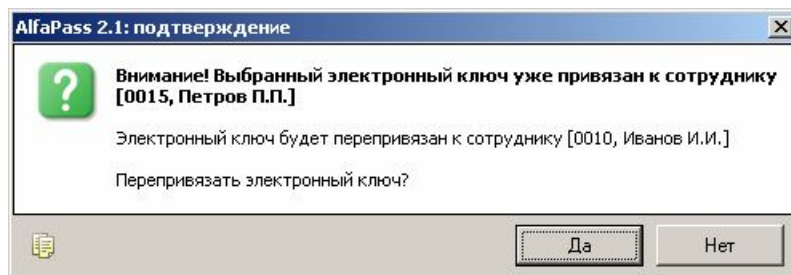 AlfaPass 2.1: подтверждение
Внимание! Выбранный электронный ключ уже привязан к сотруднику
[0015, Петров П.П.]
Электронный ключ будет перепривязан к сотруднику [0010, Иванов И.И.]
Перепривязать электронный ключ?
Да
Нет